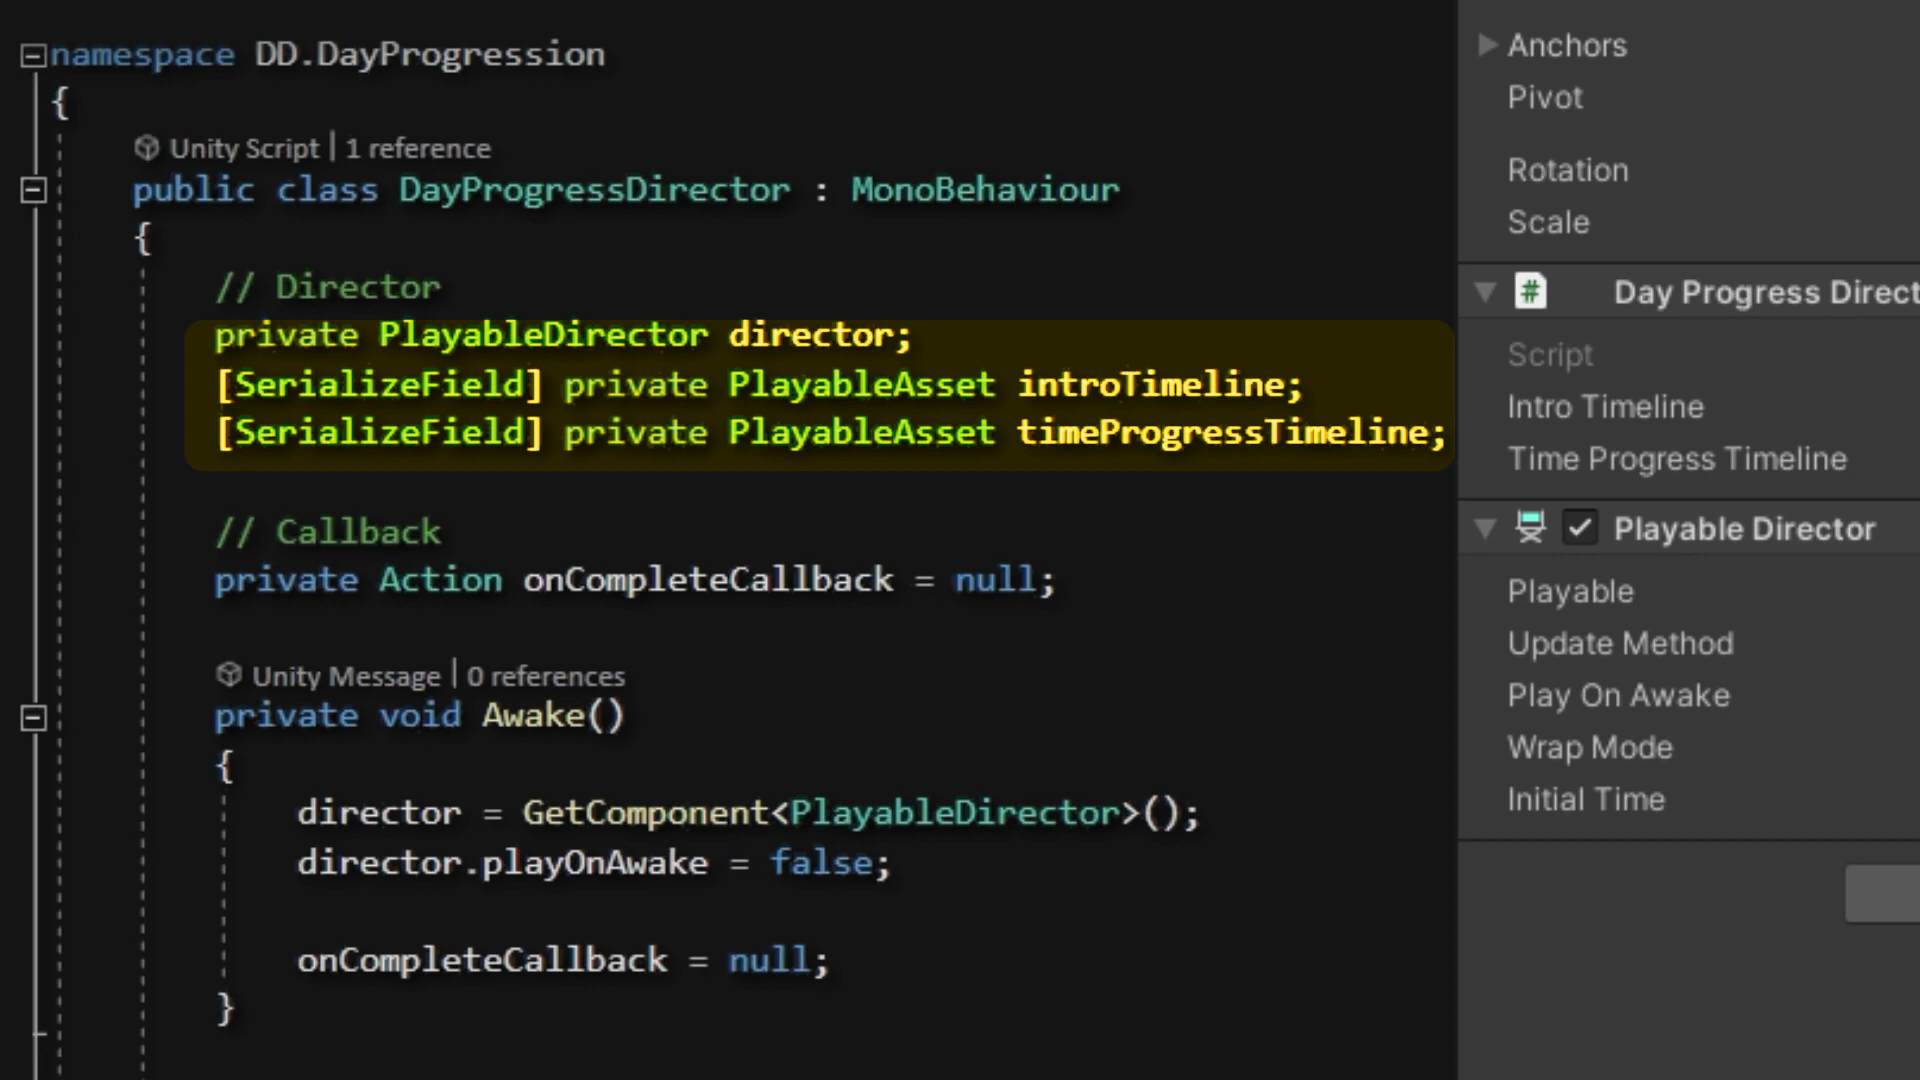 namespace DD.DayProgression
{
Unity Script | 1 reference
public class DayProgressDirector : MonoBehaviour
{
// Director
private PlayableDirector director;
[SerializeField] private PlayableAsset introTimeline;
[SerializeField] private PlayableAsset timeProgressTimeline;
// Callback
private Action onCompleteCallback = null;
Unity Message | 0 references
private void Awake()
{
director = GetComponent<PlayableDirector>();
director.playOnAwake = false;
onCompleteCallback = null;
}
Anchors
Pivot
Rotation
Scale
# Day Progress Direct
Script
Intro Timeline
Time Progress Timeline
Playable Director
Playable
Update Method
Play On Awake
Wrap Mode
Initial Time